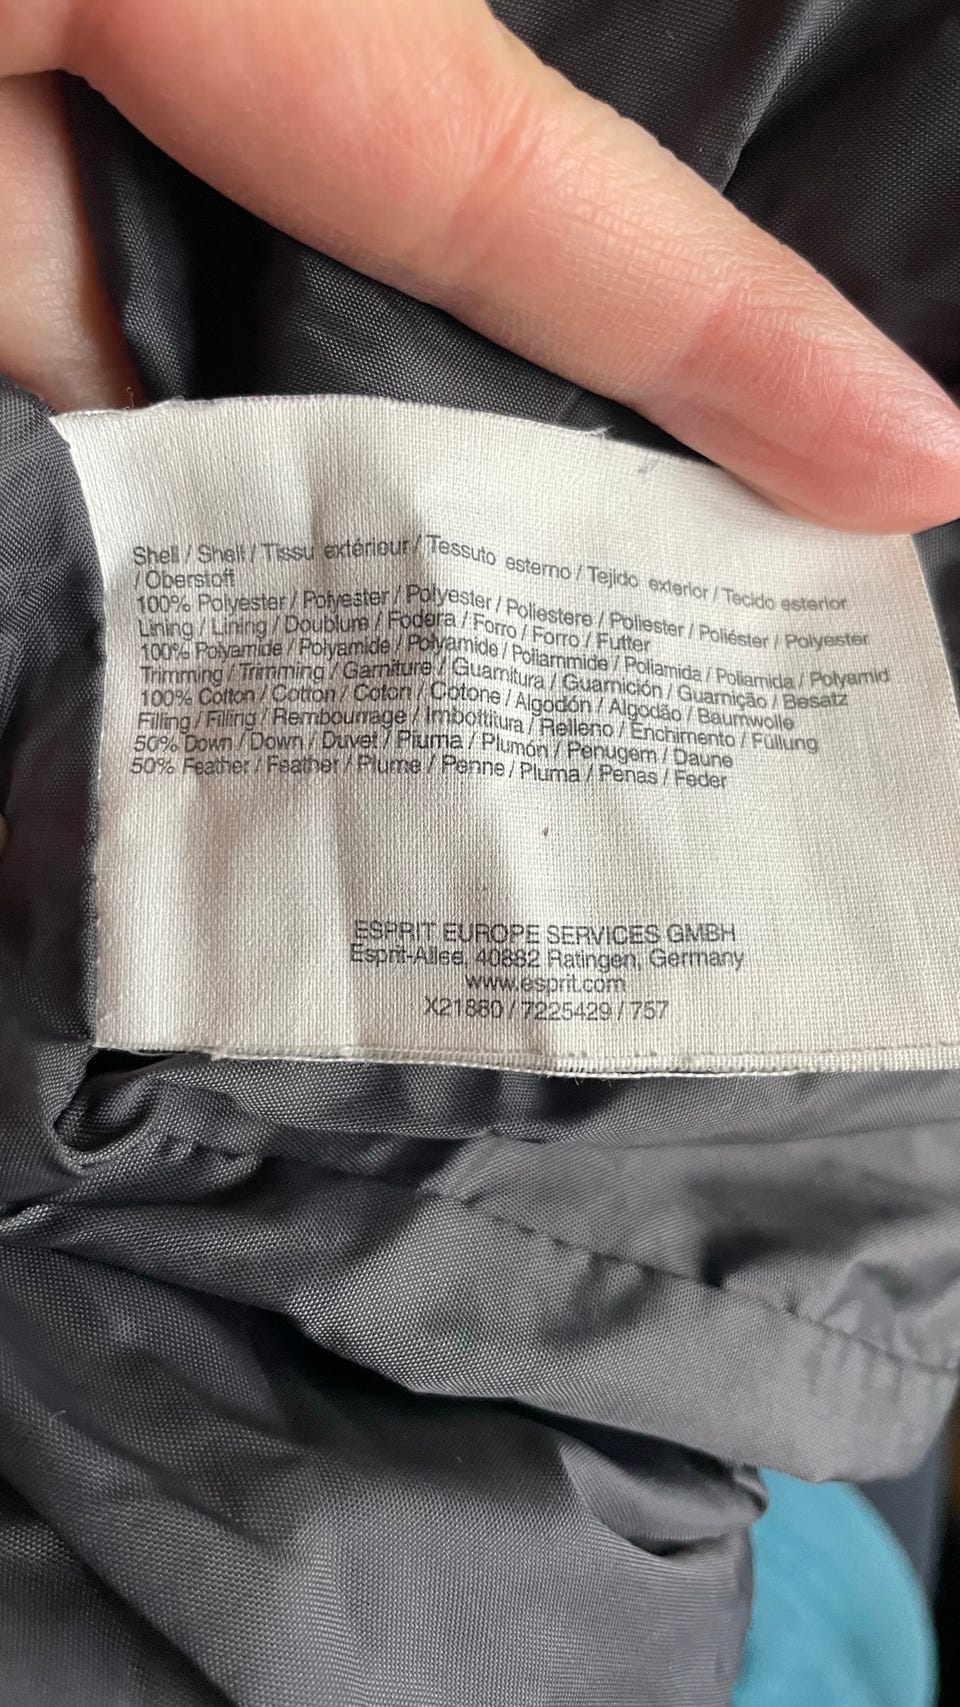 Shell / Shell / Tissu extérieur / Tessuto esterno / Tejido exterior / Tecido esterior
/ Oberstoff
100% Polyester / Polyester / Polyester / Poliestere / Poliester / Poliéster / Polyester
Lining / Lining / Doublure / Fodera / Forro / Forro / Futter
100% Polyamide / Polyamide / Polyamide / Poliammide / Poliamida / Poliamida / Polyamid
Trimming / Trimming / Garniture / Guarnitura / Guarnición / Guarnição / Besatz
100% Cotton / Cotton / Coton / Cotone / Algodón / Algodão / Baumwolle
Filling / Filling / Rembourrage / Imbottitura / Relleno / Enchimento / Füllung
50% Down / Down / Duvet / Piuma / Plumón / Penugem / Daune
50% Feather / Feather / Plume / Penne / Pluma / Penas / Feder
ESPRIT EUROPE SERVICES GMBH
Esprit-Allee, 40882 Ratingen, Germany
www.esprit.com
X21880 / 7225429 / 757